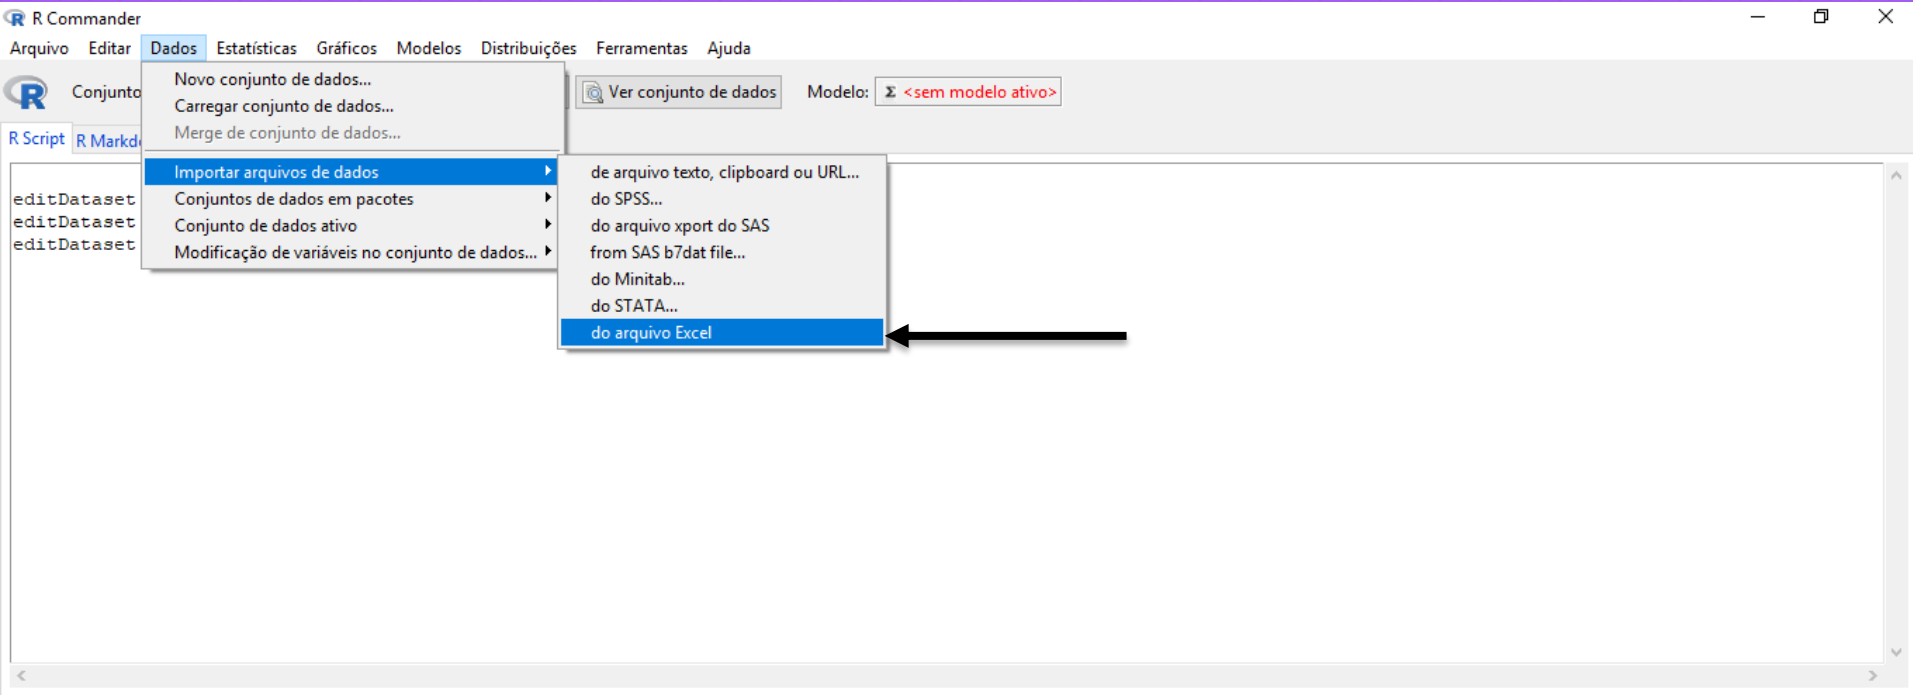 R Commander
Arquivo Editar Dados Estatísticas Gráficos Modelos Distribuições Ferramentas Ajuda
Conjunto
Ver conjunto de dados
Modelo: Σ <sem modelo ativo>
R Script
Novo conjunto de dados...
Carregar conjunto de dados...
Merge de conjunto de dados...
Importar arquivos de dados
Conjuntos de dados em pacotes
Conjunto de dados ativo
Modificação de variáveis no conjunto de dados...
de arquivo texto, clipboard ou URL...
do SPSS...
do arquivo xport do SAS
from SAS b7dat file...
do Minitab...
do STATA...
do arquivo Excel
R Markd
editDataset
editDataset
editDataset